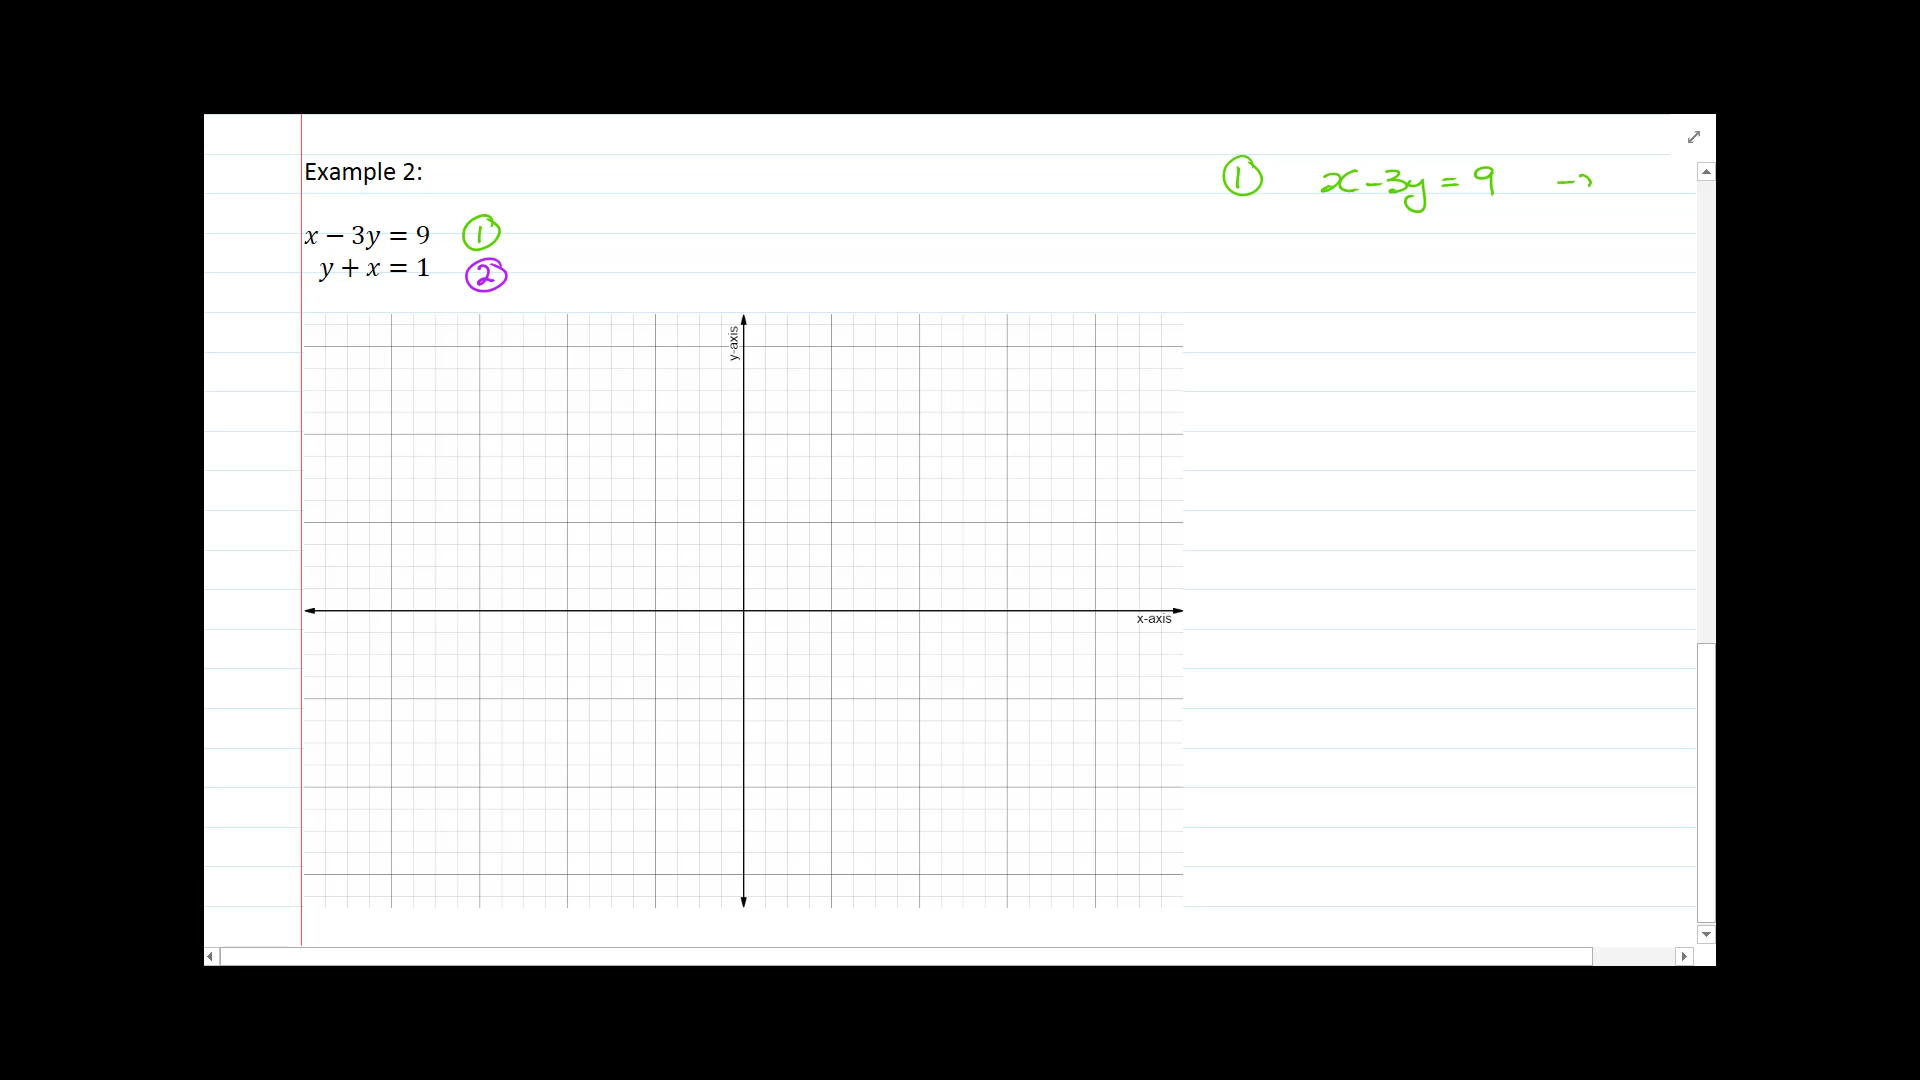 Example 2:
① x − 3y = 9 →
x − 3y = 9 ①
y + x = 1 ②
y-axis
x-axis